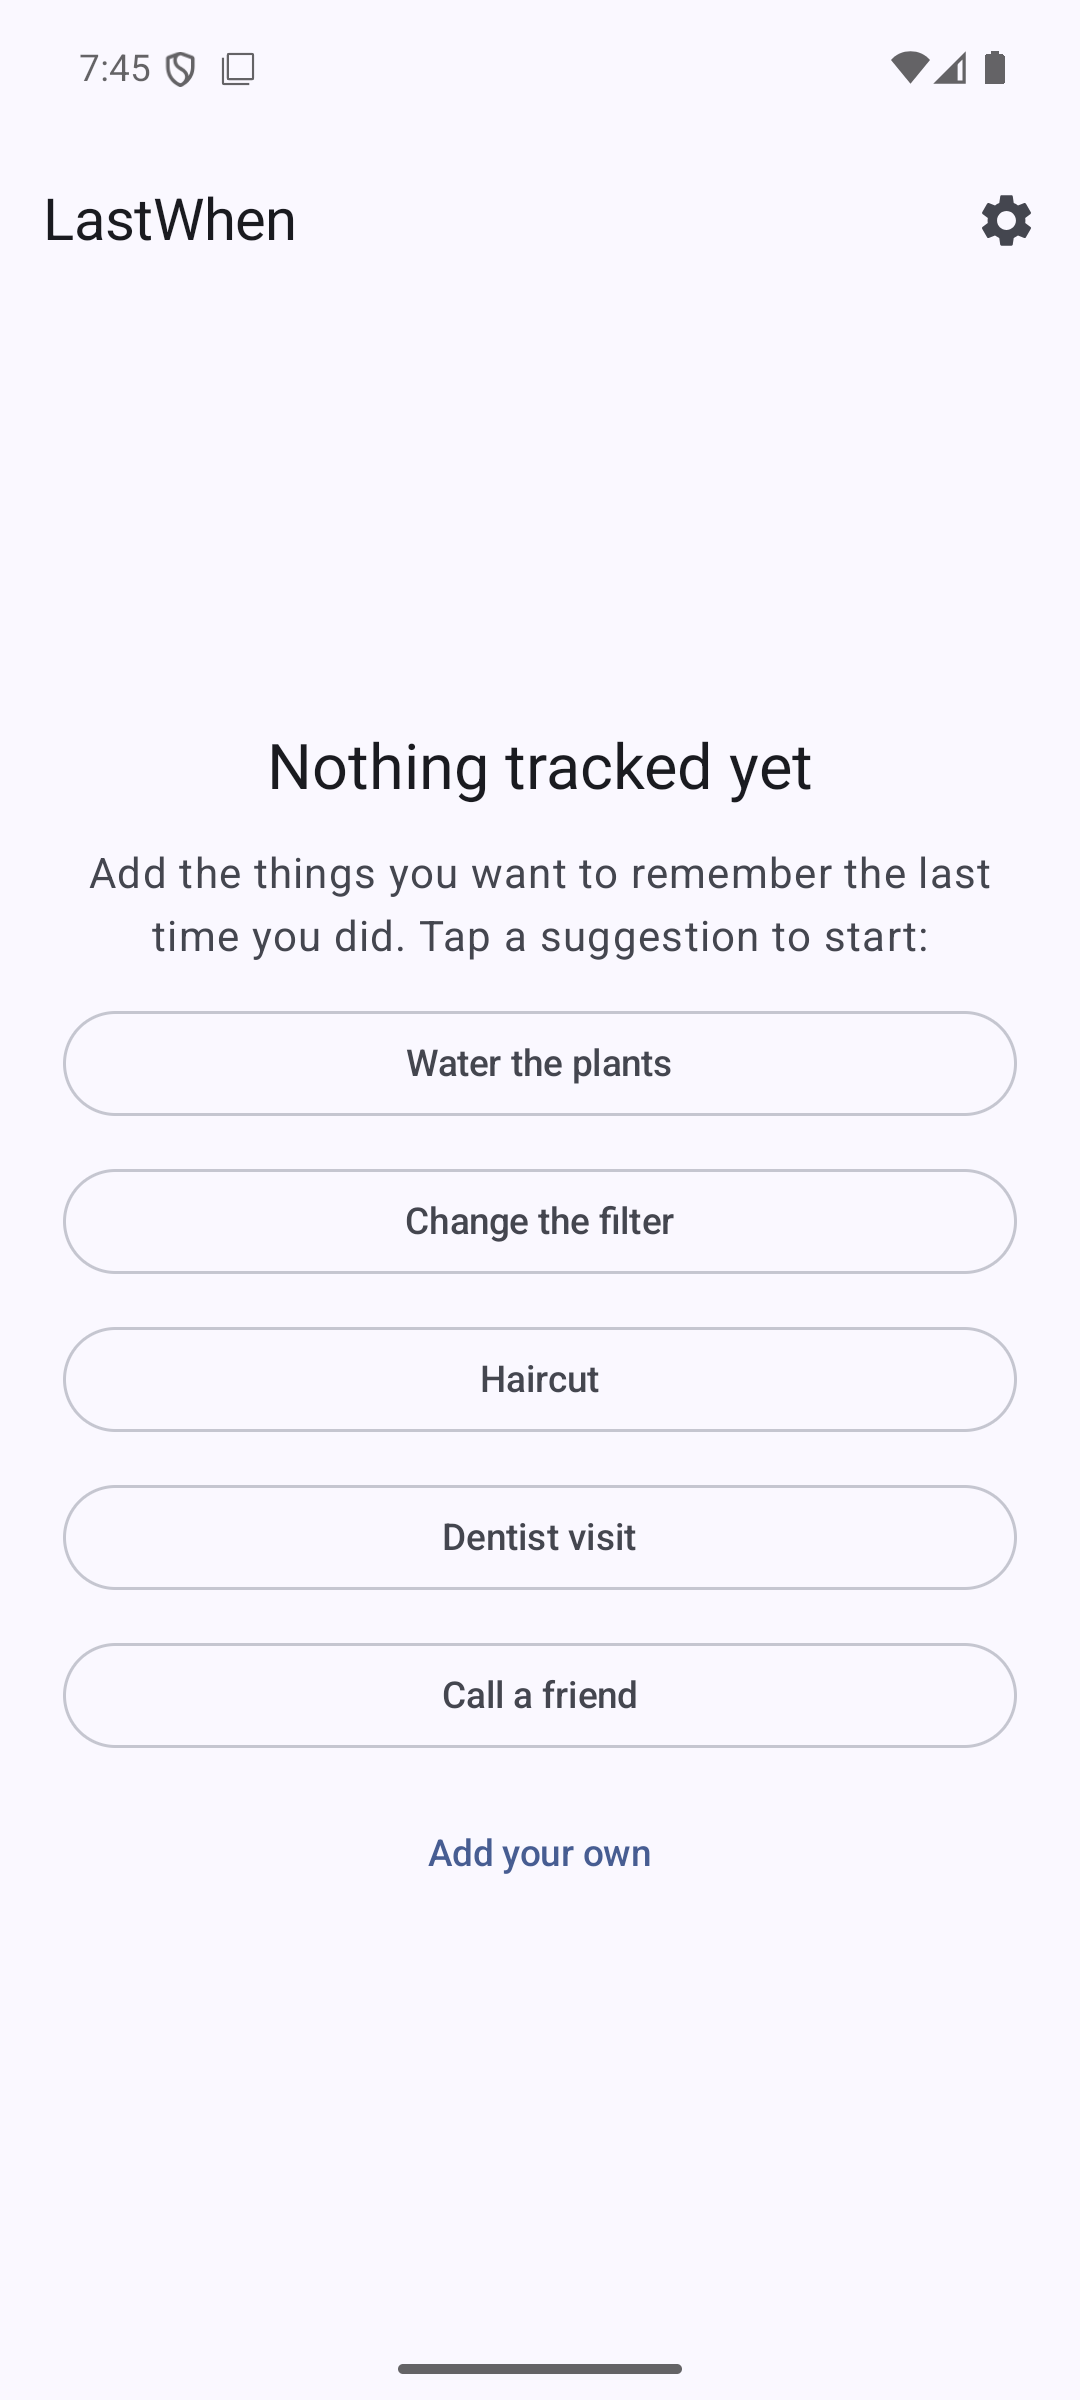 7:45
LastWhen
Nothing tracked yet
Add the things you want to remember the last
time you did. Tap a suggestion to start:
Water the plants
Change the filter
Haircut
Dentist visit
Call a friend
Add your own